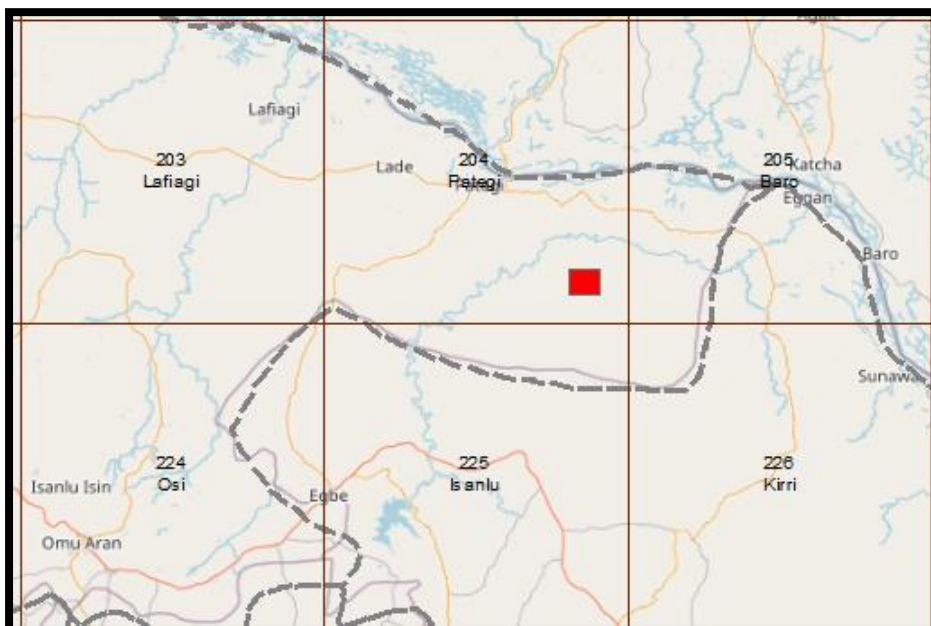 Lafiagi
203
Lafiagi
Lade
204
Pategi
205
Baro
Katcha
Eggan
Baro
Sunawa
224
Osi
225
Isanlu
226
Kirri
Isanlu Isin
Egbe
Omu Aran